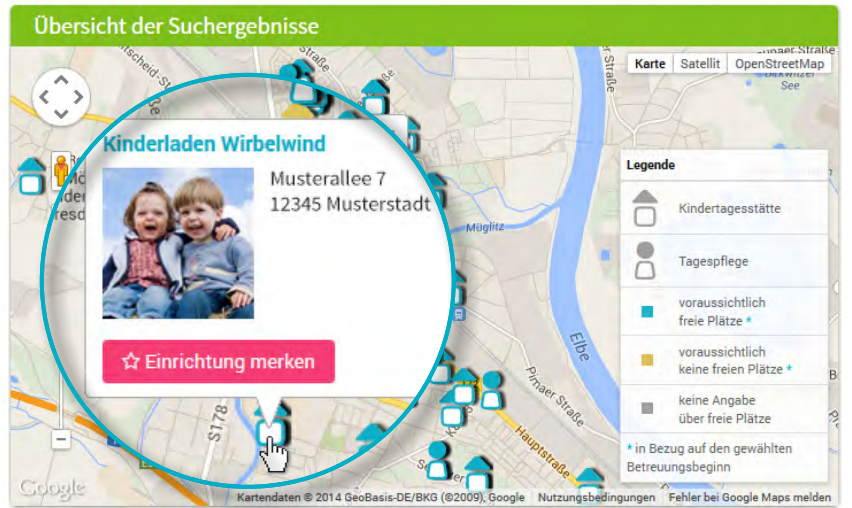 Übersicht der Suchergebnisse
Karte
Satellit
OpenStreetMap
See
Straße
Kinderladen Wirbelwind
Musterallee 7
12345 Musterstadt
Einrichtung merken
Legende
Kindertagesstätte
Tagespflege
voraussichtlich
freie Plätze *
voraussichtlich
keine freien Plätze *
keine Angabe
über freie Plätze
* in Bezug auf den gewählten
Betreuungsbeginn
Müglitz
Elbe
Pirnaer Straße
Hauptstraße
S178
Google
Kartendaten © 2014 GeoBasis-DE/BKG (©2009), Google
Nutzungsbedingungen
Fehler bei Google Maps melden